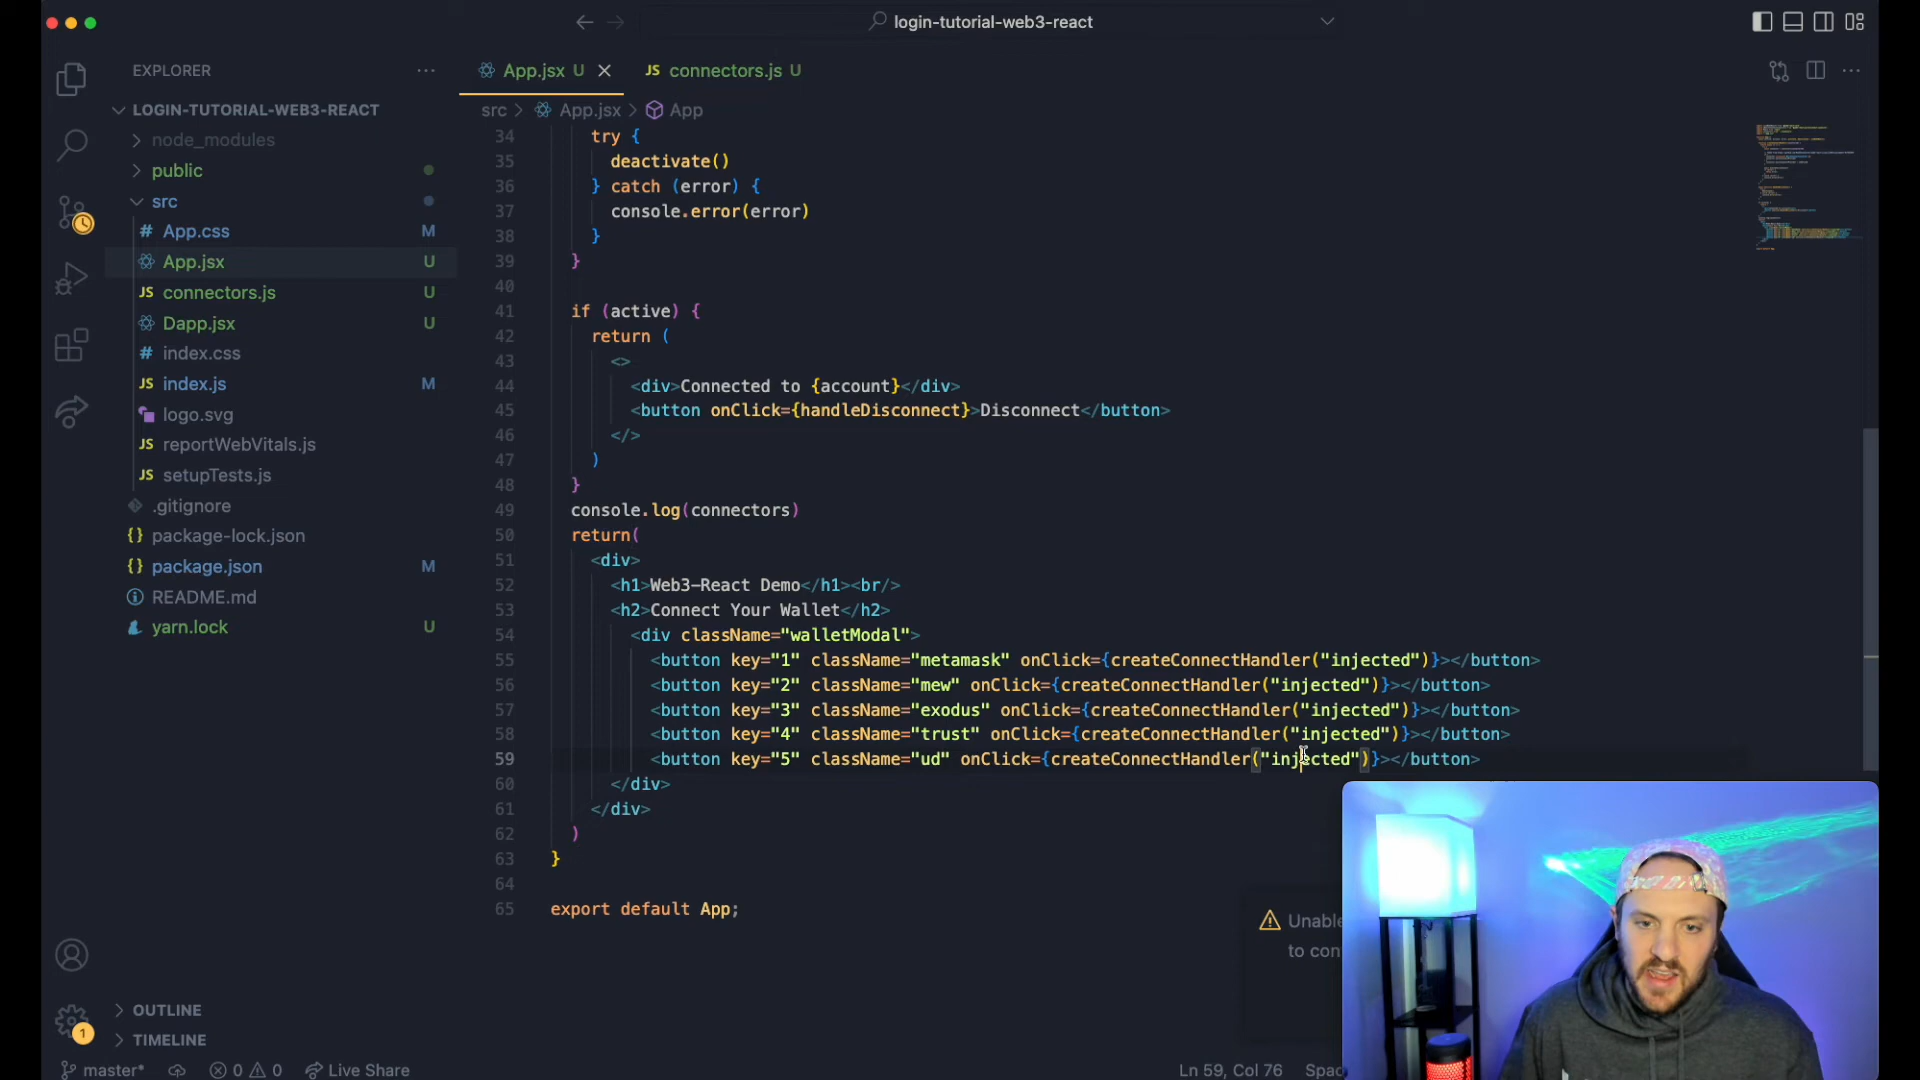 login-tutorial-web3-react
EXPLORER
App.jsx U
connectors.js U
src > App.jsx > App
LOGIN-TUTORIAL-WEB3-REACT
node_modules
public
src
App.css M
App.jsx U
connectors.js U
Dapp.jsx U
index.css
index.js M
logo.svg
reportWebVitals.js
setupTests.js
.gitignore
package-lock.json
package.json M
README.md
yarn.lock U
OUTLINE
TIMELINE
34 try {
35 deactivate()
36 } catch (error) {
37 console.error(error)
38 }
39 }
40
41 if (active) {
42 return (
43 <>
44 <div>Connected to {account}</div>
45 <button onClick={handleDisconnect}>Disconnect</button>
46 </>
47 )
48 }
49 console.log(connectors)
50 return(
51 <div>
52 <h1>Web3-React Demo</h1><br/>
53 <h2>Connect Your Wallet</h2>
54 <div className="walletModal">
55 <button key="1" className="metamask" onClick={createConnectHandler("injected")}></button>
56 <button key="2" className="mew" onClick={createConnectHandler("injected")}></button>
57 <button key="3" className="exodus" onClick={createConnectHandler("injected")}></button>
58 <button key="4" className="trust" onClick={createConnectHandler("injected")}></button>
59 <button key="5" className="ud" onClick={createConnectHandler("injected")}></button>
60 </div>
61 </div>
62 )
63 }
64
65 export default App;
Unable
to con
1
master* 0 0 Live Share
Ln 59, Col 76 Spac